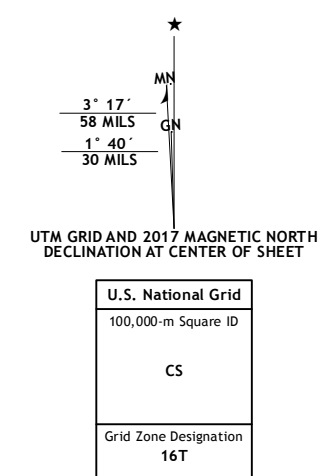 ★
MN
3° 17´
58 MILS
GN
1° 40´
30 MILS
UTM GRID AND 2017 MAGNETIC NORTH
DECLINATION AT CENTER OF SHEET
U.S. National Grid
100,000-m Square ID
CS
Grid Zone Designation
16T